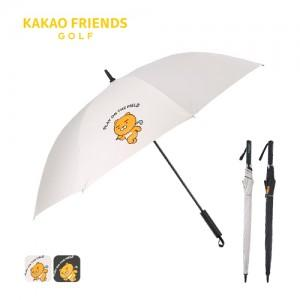 KAKAO FRIENDS
GOLF
PLAY ON THE FIELD